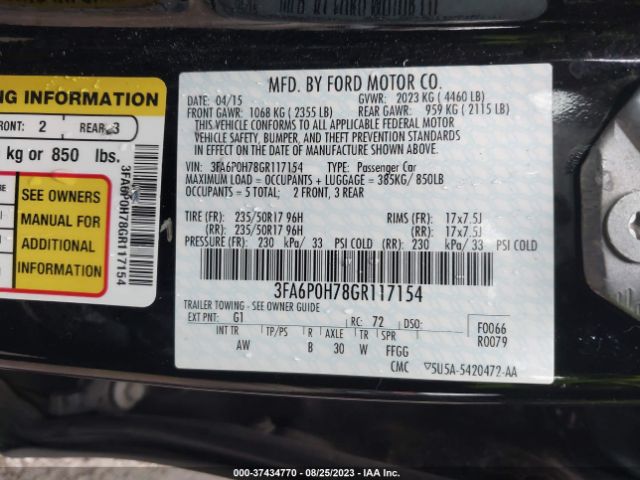 MFD. BY FORD MOTOR CO.
DATE: 04/15 GVWR: 2023 KG ( 4460 LB)
FRONT GAWR: 1068 KG ( 2355 LB) REAR GAWR: 959 KG ( 2115 LB)
THIS VEHICLE CONFORMS TO ALL APPLICABLE FEDERAL MOTOR
VEHICLE SAFETY, BUMPER, AND THEFT PREVENTION STANDARDS
IN EFFECT ON THE DATE OF MANUFACTURE SHOWN ABOVE.
VIN: 3FA6P0H78GR117154 TYPE: Passenger Car
MAXIMUM LOAD = OCCUPANTS + LUGGAGE = 385KG/ 850LB
OCCUPANTS = 5 TOTAL: 2 FRONT, 3 REAR
TIRE (FR): 235/50R17 96H RIMS (FR): 17x7.5J
(RR): 235/50R17 96H (RR): 17x7.5J
PRESSURE (FR): 230 kPa/ 33 PSI COLD (RR): 230 kPa/ 33 PSI COLD
3FA6P0H78GR117154
TRAILER TOWING - SEE OWNER GUIDE
EXT PNT: G1 RC: 72 DSO: F0066
R0079
INT TR TP/PS R AXLE TR SPR
AW B 30 W FFGG
CMC 5U5A-5420472-AA
NG INFORMATION
FRONT: 2 REAR: 3
kg or 850 lbs.
SEE OWNERS
MANUAL FOR
ADDITIONAL
INFORMATION
3FA6P0H78GR117154
COPYRIGHT - 37434770 - 08/25/2023 - IAA, Inc.